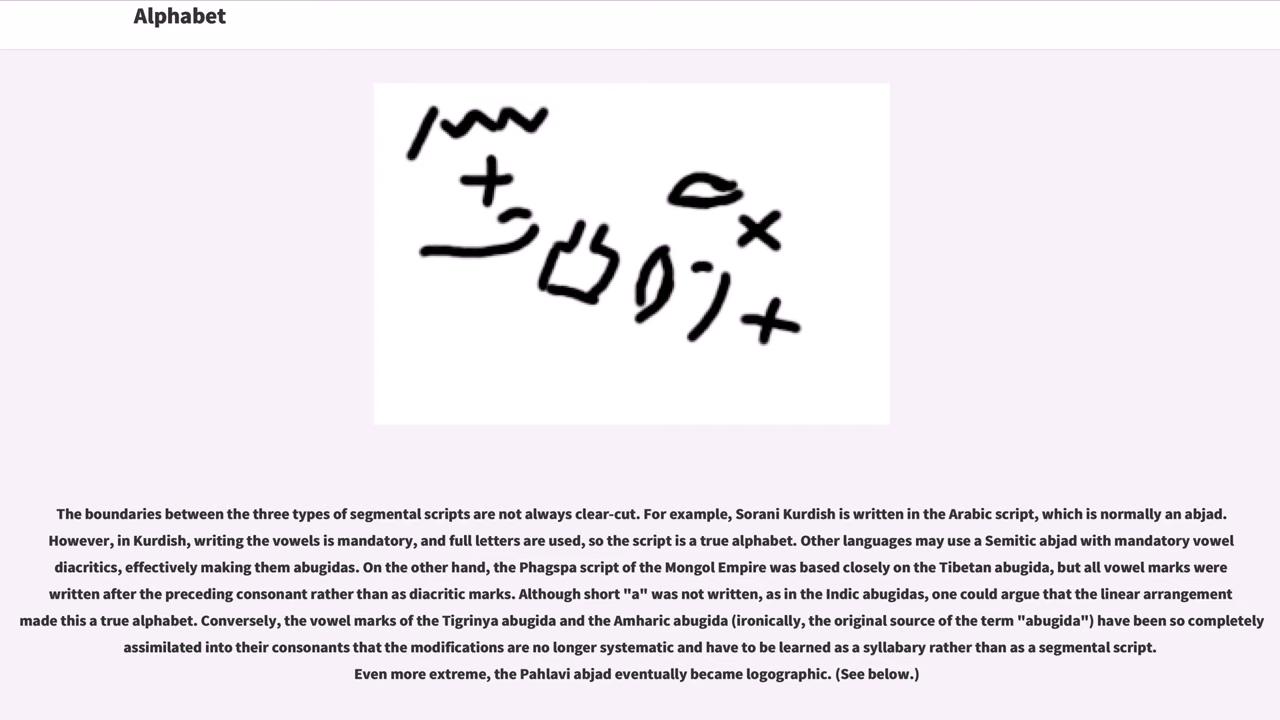 Alphabet
The boundaries between the three types of segmental scripts are not always clear-cut. For example, Sorani Kurdish is written in the Arabic script, which is normally an abjad.
However, in Kurdish, writing the vowels is mandatory, and full letters are used, so the script is a true alphabet. Other languages may use a Semitic abjad with mandatory vowel
diacritics, effectively making them abugidas. On the other hand, the Phagspa script of the Mongol Empire was based closely on the Tibetan abugida, but all vowel marks were
written after the preceding consonant rather than as diacritic marks. Although short "a" was not written, as in the Indic abugidas, one could argue that the linear arrangement
made this a true alphabet. Conversely, the vowel marks of the Tigrinya abugida and the Amharic abugida (ironically, the original source of the term "abugida") have been so completely
assimilated into their consonants that the modifications are no longer systematic and have to be learned as a syllabary rather than as a segmental script.
Even more extreme, the Pahlavi abjad eventually became logographic. (See below.)